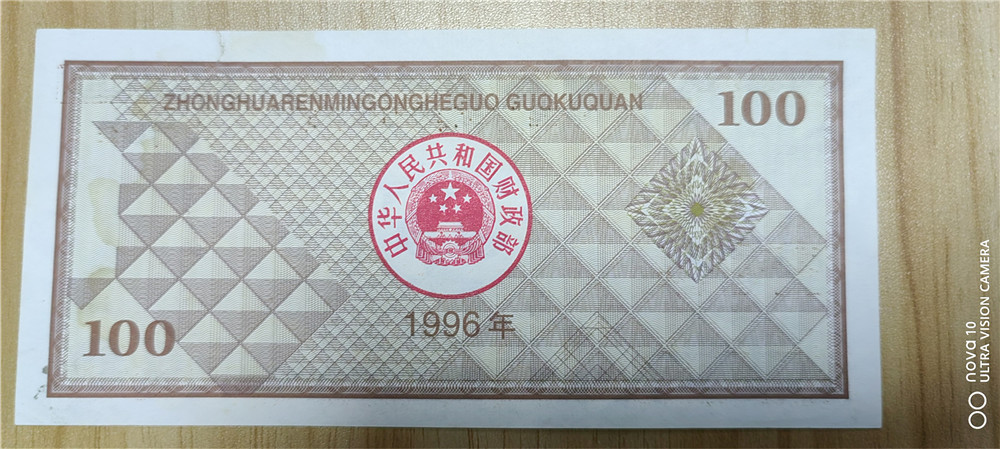 ZHONGHUARENMINGONGHEGUO GUOKUQUAN
100
中华人民共和国财政部
1996年
100
nova 10
ULTRA VISION CAMERA